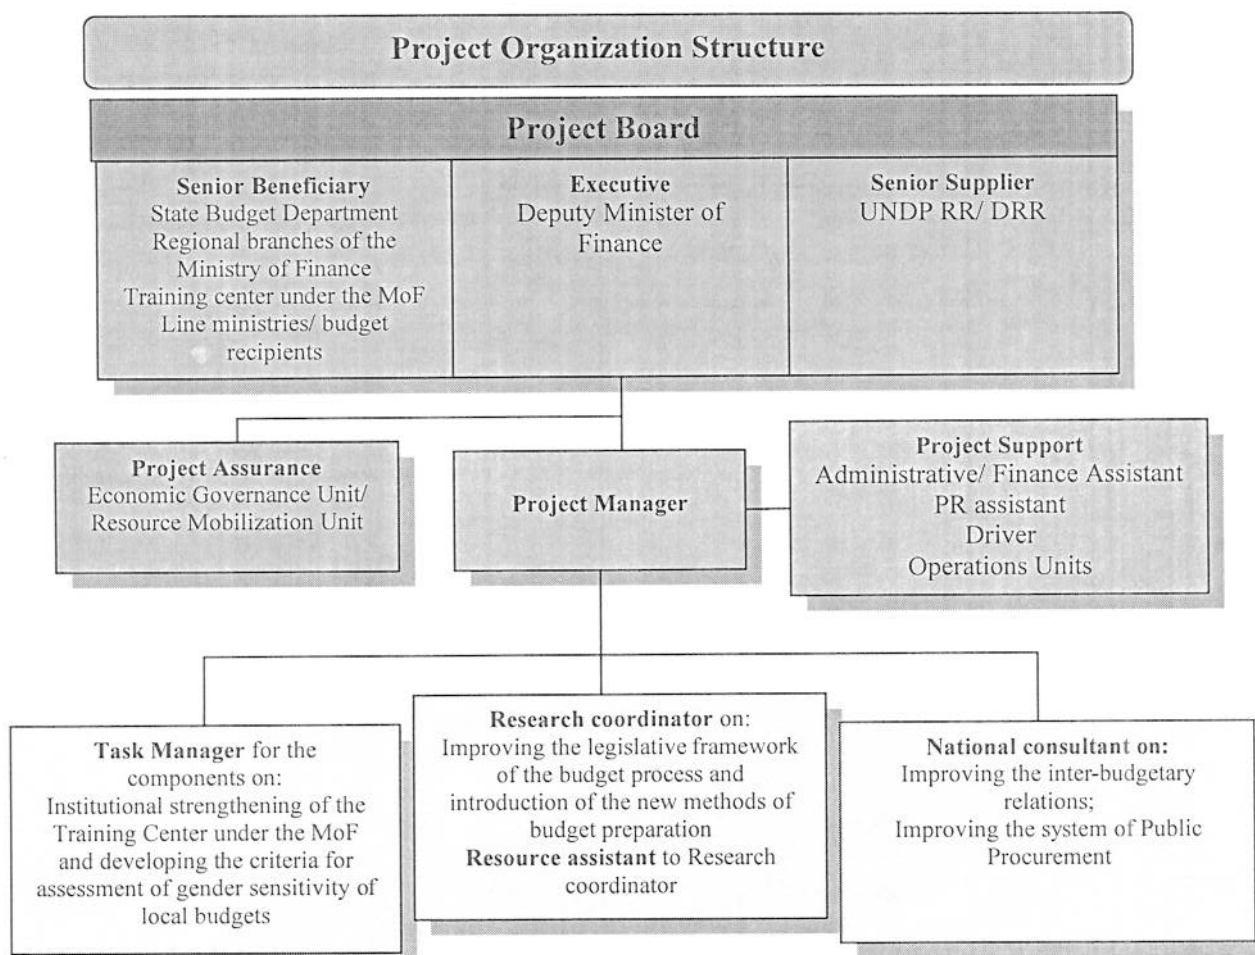 Project Organization Structure
Project Board
Senior Beneficiary
State Budget Department
Regional branches of the
Ministry of Finance
Training center under the MoF
Line ministries/ budget
recipients
Executive
Deputy Minister of
Finance
Senior Supplier
UNDP RR/ DRR
Project Assurance
Economic Governance Unit/
Resource Mobilization Unit
Project Manager
Project Support
Administrative/ Finance Assistant
PR assistant
Driver
Operations Units
Task Manager for the
components on:
Institutional strengthening of the
Training Center under the MoF
and developing the criteria for
assessment of gender sensitivity of
local budgets
Research coordinator on:
Improving the legislative framework
of the budget process and
introduction of the new methods of
budget preparation
Resource assistant to Research
coordinator
National consultant on:
Improving the inter-budgetary
relations;
Improving the system of Public
Procurement